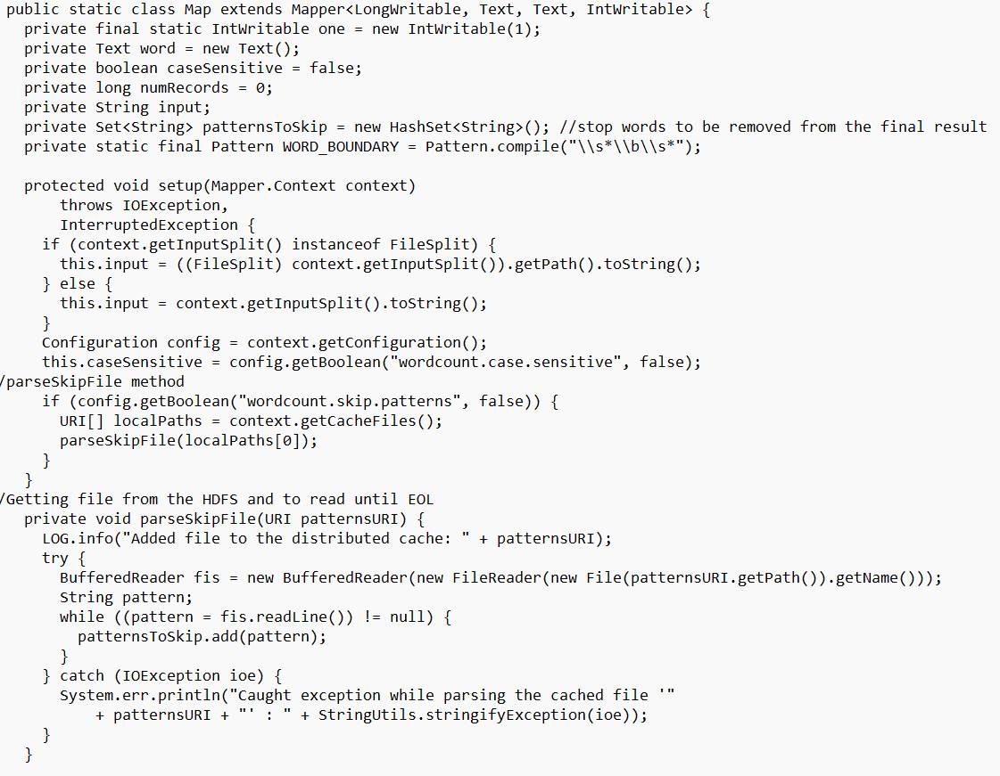 public static class Map extends Mapper<LongWritable, Text, Text, IntWritable> {
private final static IntWritable one = new IntWritable(1);
private Text word = new Text();
private boolean caseSensitive = false;
private long numRecords = 0;
private String input;
private Set<String> patternsToSkip = new HashSet<String>(); //stop words to be removed from the final result
private static final Pattern WORD_BOUNDARY = Pattern.compile("\\s*\\b\\s*");
protected void setup(Mapper.Context context)
throws IOException,
InterruptedException {
if (context.getInputSplit() instanceof FileSplit) {
this.input = ((FileSplit) context.getInputSplit()).getPath().toString();
} else {
this.input = context.getInputSplit().toString();
}
Configuration config = context.getConfiguration();
this.caseSensitive = config.getBoolean("wordcount.case.sensitive", false);
/parseSkipFile method
if (config.getBoolean("wordcount.skip.patterns", false)) {
URI[] localPaths = context.getCacheFiles();
parseSkipFile(localPaths[0]);
}
}
/Getting file from the HDFS and to read until EOL
private void parseSkipFile(URI patternsURI) {
LOG.info("Added file to the distributed cache: " + patternsURI);
try {
BufferedReader fis = new BufferedReader(new FileReader(new File(patternsURI.getPath()).getName()));
String pattern;
while ((pattern = fis.readLine()) != null) {
patternsToSkip.add(pattern);
}
} catch (IOException ioe) {
System.err.println("Caught exception while parsing the cached file '"
+ patternsURI + "' : " + StringUtils.stringifyException(ioe));
}
}